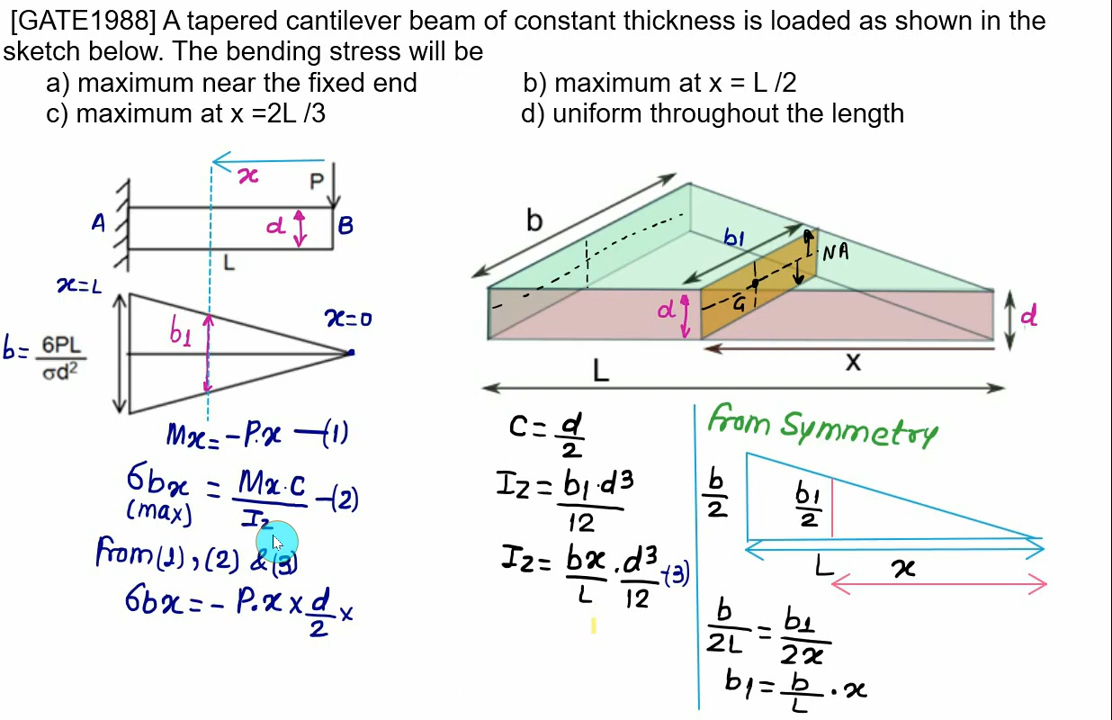 [GATE1988] A tapered cantilever beam of constant thickness is loaded as shown in the
sketch below. The bending stress will be
a) maximum near the fixed end
b) maximum at x = L /2
c) maximum at x =2L /3
d) uniform throughout the length
x
P
A
d
B
L
x=L
x=0
b1
b= 6PL
σd²
b
b1
NA
G
d
d
x
L
Mx=-P.x —(1)
σbx = Mx.C —(2)
(max) Iz
From(1),(2) & (3)
σbx=- P.x x d x
2
C= d
2
Iz= b1.d3
12
Iz= bx . d3 -(3)
L 12
From Symmetry
b
2
b1
2
L
x
b = b1
2L 2x
b1= b .x
L